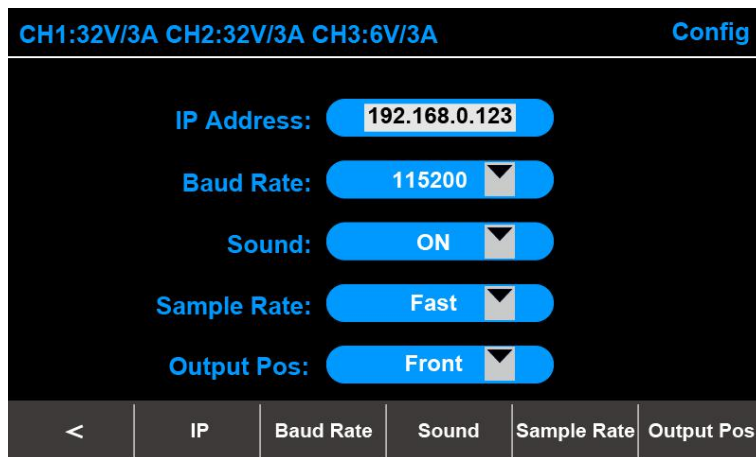 CH1:32V/3A CH2:32V/3A CH3:6V/3A Config
IP Address: 192.168.0.123
Baud Rate: 115200
Sound: ON
Sample Rate: Fast
Output Pos: Front
< IP Baud Rate Sound Sample Rate Output Pos